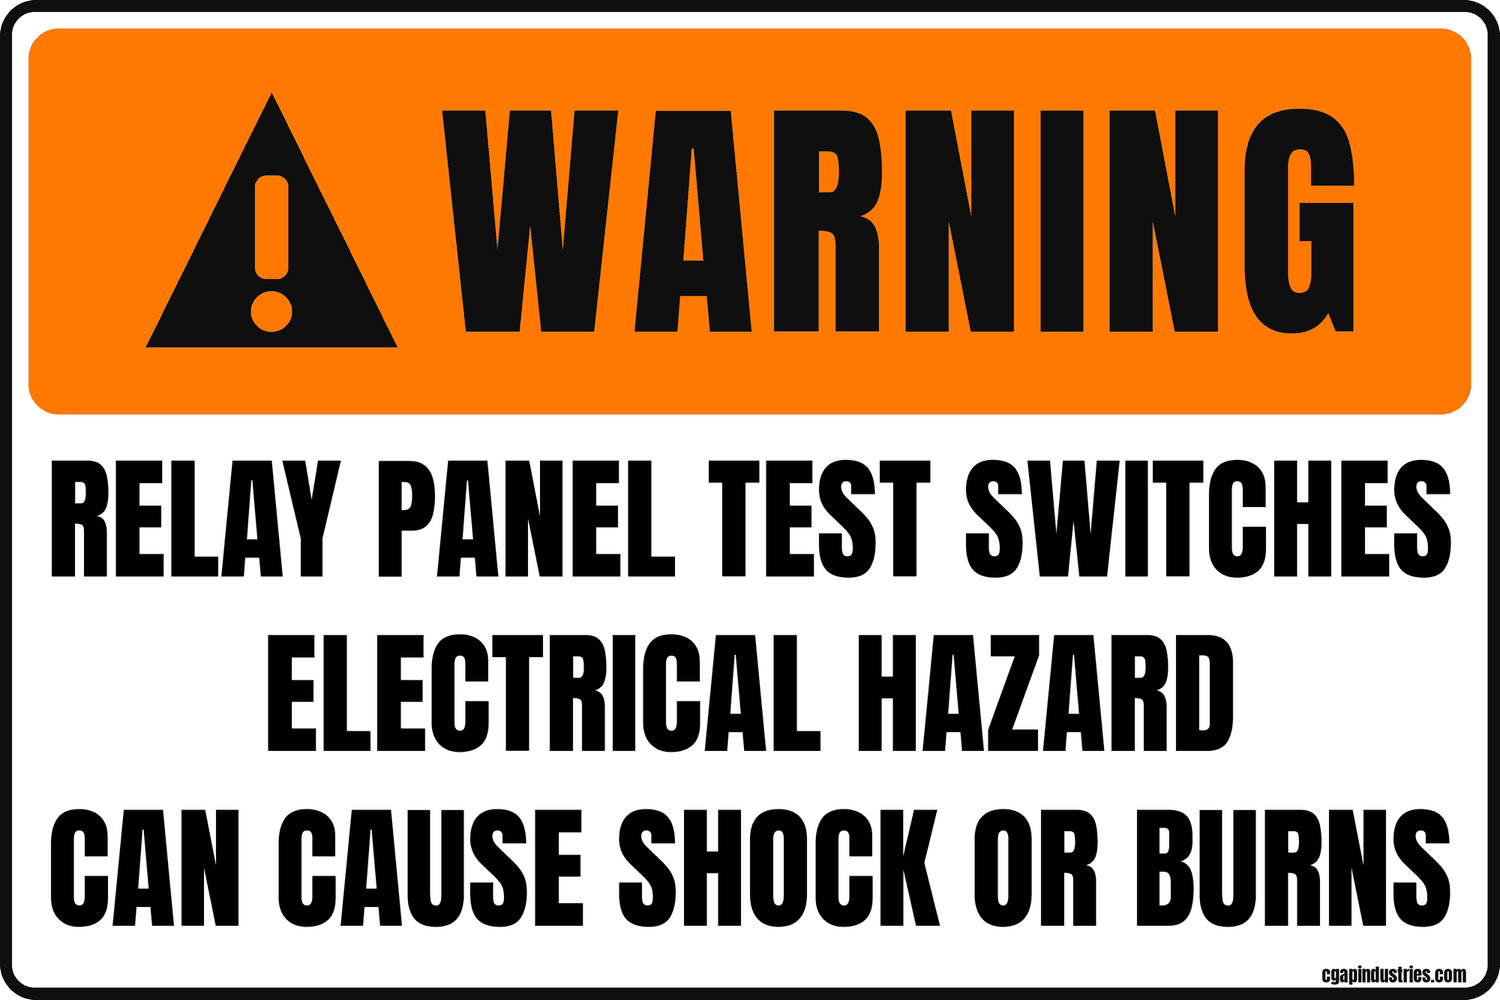 WARNING
RELAY PANEL TEST SWITCHES
ELECTRICAL HAZARD
CAN CAUSE SHOCK OR BURNS
cgapindustries.com